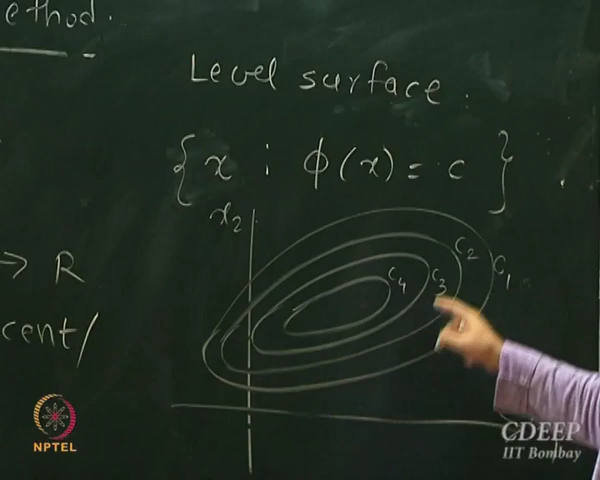 ethod.
Level surface.
{ x : ϕ(x) = c }
x2
→ R
cent/
C4
C3
C2
C1
NPTEL
CDEEP
IIT Bombay